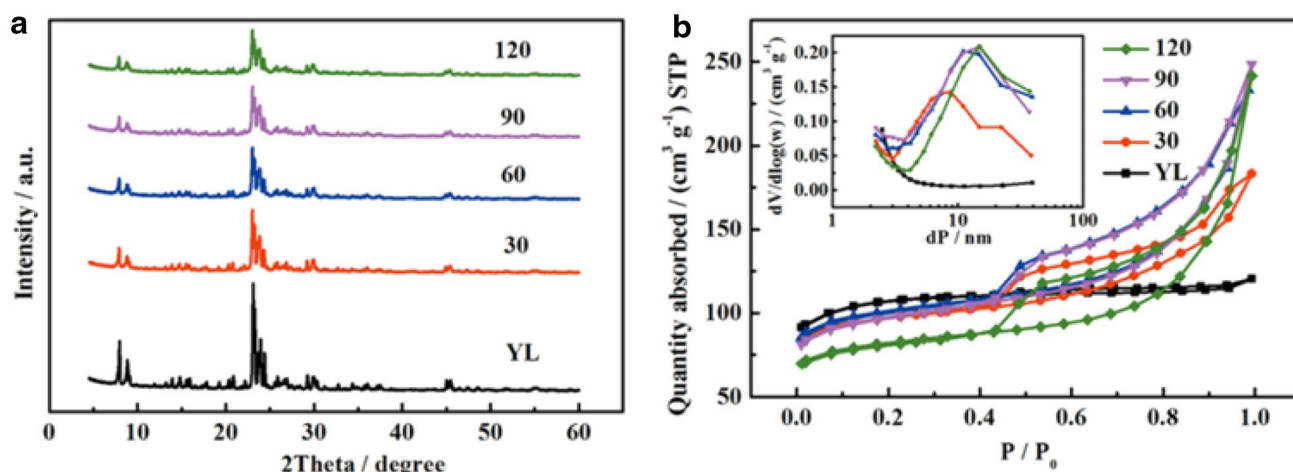 a
120
90
60
30
YL
Intensity / a.u.
0 10 20 30 40 50 60
2Theta / degree
b
Quantity absorbed / (cm³ g⁻¹) STP
250
200
150
100
50
0.0 0.2 0.4 0.6 0.8 1.0
P / P₀
dV/dlog(w) / (cm³ g⁻¹)
0.20
0.15
0.10
0.05
0.00
1 10 100
dP / nm
120
90
60
30
YL